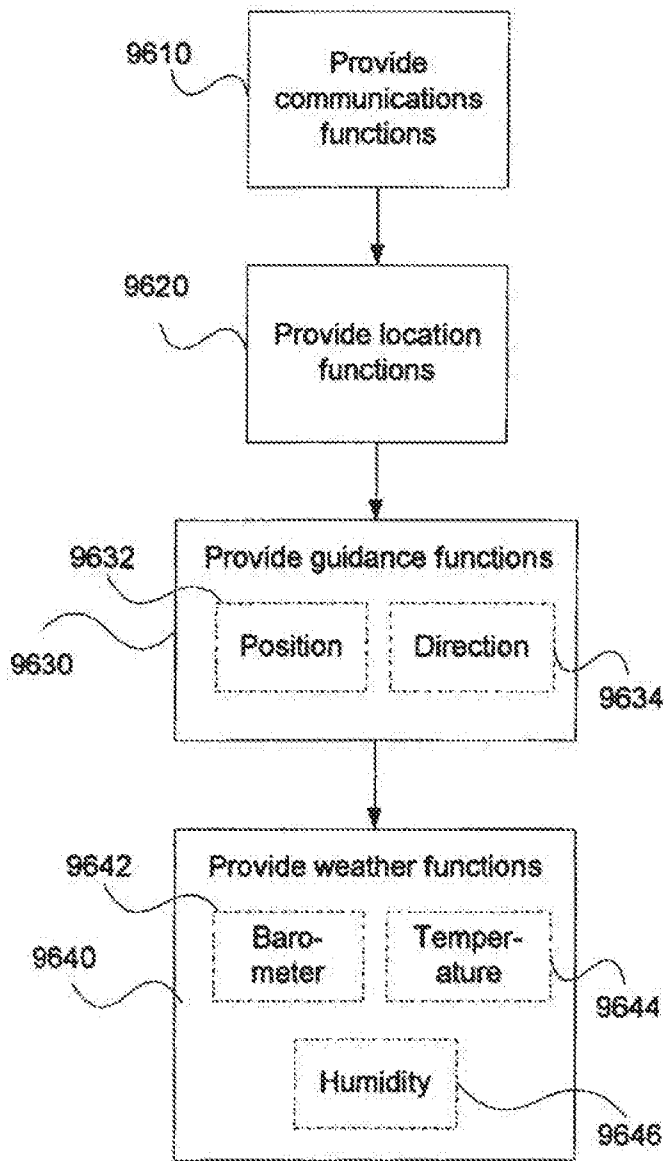 9610
Provide
communications
functions
9620
Provide location
functions
Provide guidance functions
9632
Position
Direction
9630
9634
Provide weather functions
9642
Baro-
meter
Temper-
ature
9640
9644
Humidity
9646